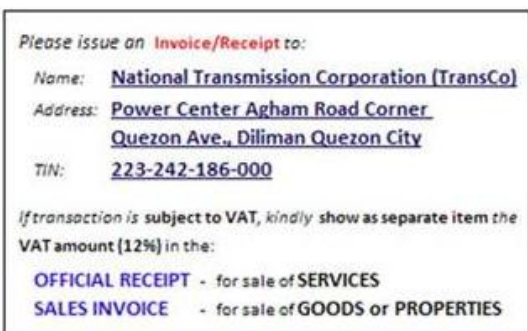 Please issue an Invoice/Receipt to:
Name: National Transmission Corporation (TransCo)
Address: Power Center Agham Road Corner
Quezon Ave., Diliman Quezon City
TIN: 223-242-186-000
If transaction is subject to VAT, kindly show as separate item the
VAT amount (12%) in the:
OFFICIAL RECEIPT - for sale of SERVICES
SALES INVOICE - for sale of GOODS or PROPERTIES